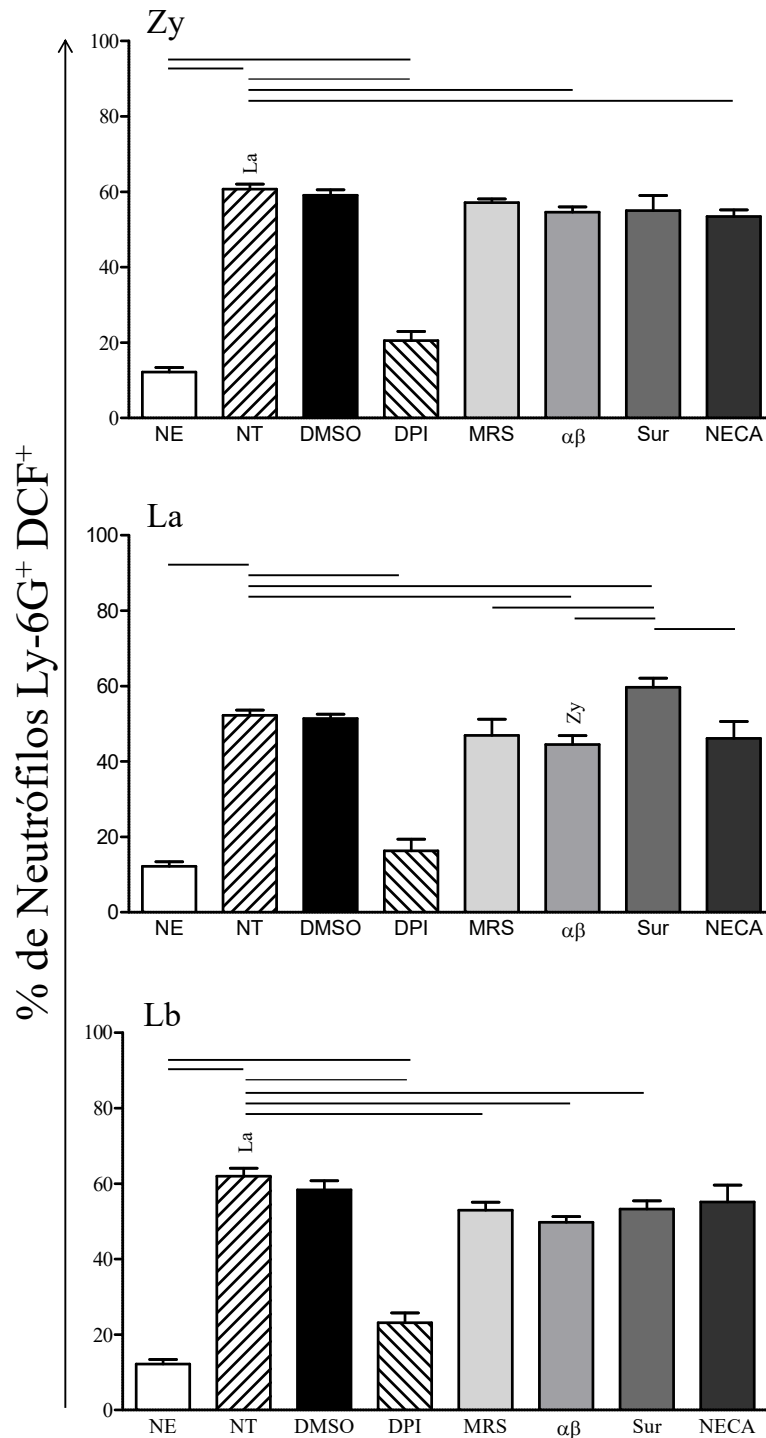 % de Neutrófilos Ly-6G⁺ DCF⁺
Zy
100
80
60
40
20
0
La
NE NT DMSO DPI MRS αβ Sur NECA
La
100
80
60
40
20
0
Zy
NE NT DMSO DPI MRS αβ Sur NECA
Lb
100
80
60
40
20
0
La
NE NT DMSO DPI MRS αβ Sur NECA